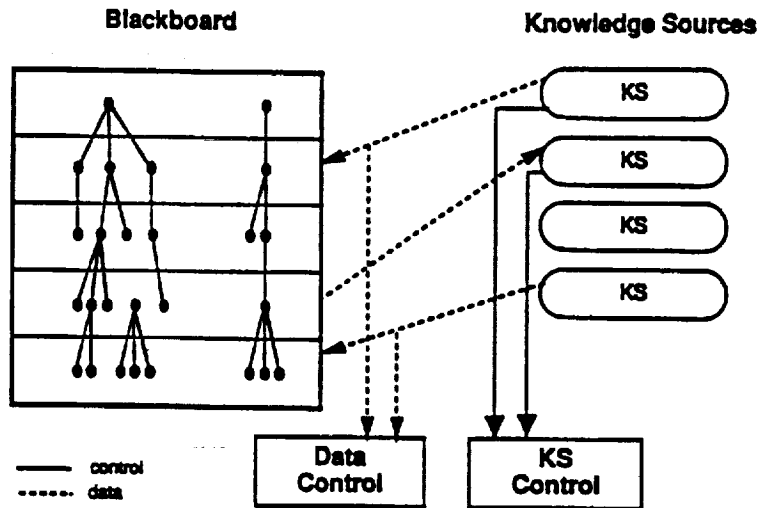 Blackboard
Knowledge Sources
KS
KS
KS
KS
Data
Control
KS
Control
control
data